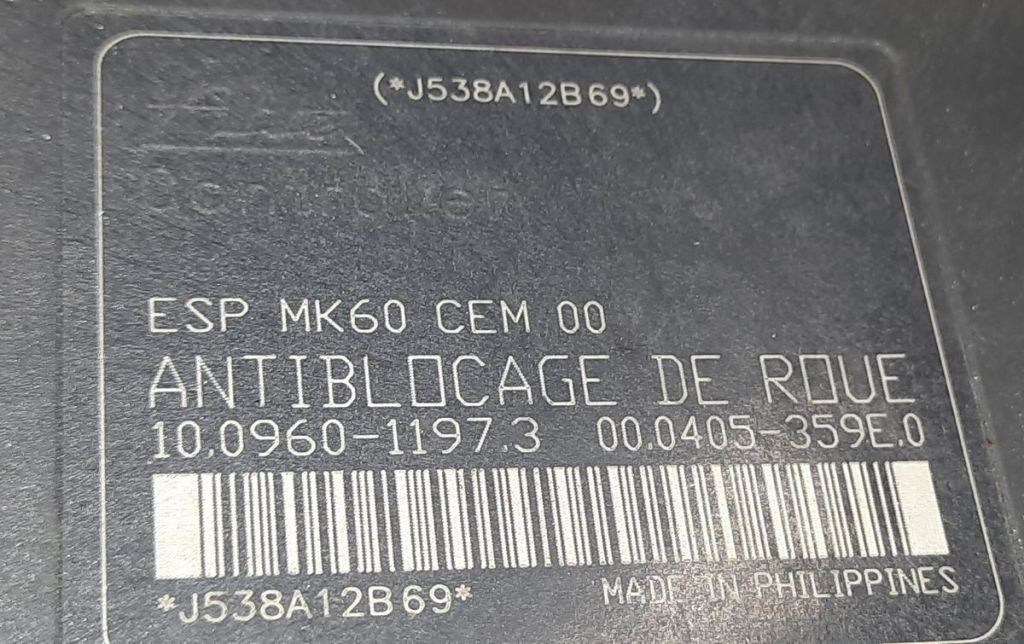 (*J538A12B69*)
ESP MK60 CEM 00
ANTIBLOCAGE DE ROUE
10.0960-1197.3 00.0405-359E.0
*J538A12B69*
MADE IN PHILIPPINES